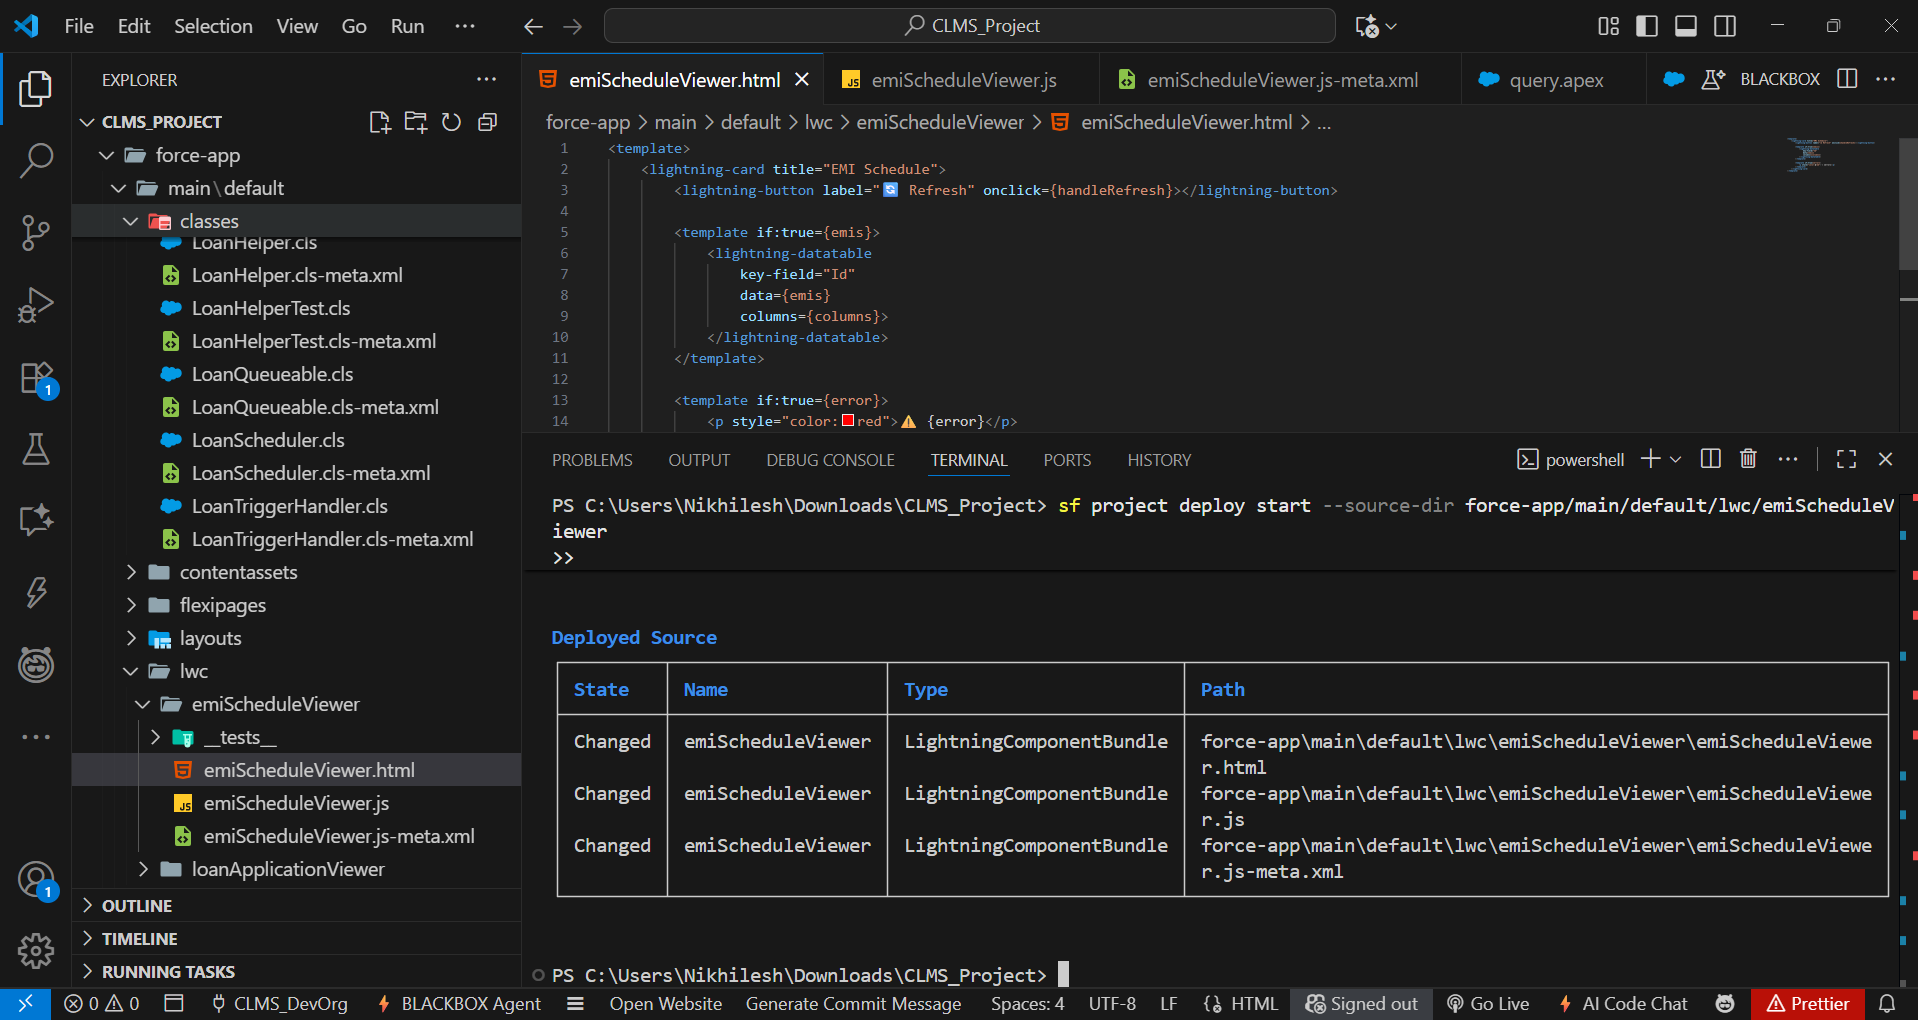 File Edit Selection View Go Run ···
CLMS_Project
EXPLORER
CLMS_PROJECT
force-app
main\default
classes
LoanHelper.cls
LoanHelper.cls-meta.xml
LoanHelperTest.cls
LoanHelperTest.cls-meta.xml
LoanQueueable.cls
LoanQueueable.cls-meta.xml
LoanScheduler.cls
LoanScheduler.cls-meta.xml
LoanTriggerHandler.cls
LoanTriggerHandler.cls-meta.xml
contentassets
flexipages
layouts
lwc
emiScheduleViewer
__tests__
emiScheduleViewer.html
JS emiScheduleViewer.js
emiScheduleViewer.js-meta.xml
loanApplicationViewer
OUTLINE
TIMELINE
RUNNING TASKS
1
1
emiScheduleViewer.html JS emiScheduleViewer.js emiScheduleViewer.js-meta.xml query.apex BLACKBOX
force-app > main > default > lwc > emiScheduleViewer > emiScheduleViewer.html > ...
1 <template>
2 <lightning-card title="EMI Schedule">
3 <lightning-button label="🔄 Refresh" onclick={handleRefresh}></lightning-button>
4
5 <template if:true={emis}>
6 <lightning-datatable
7 key-field="Id"
8 data={emis}
9 columns={columns}>
10 </lightning-datatable>
11 </template>
12
13 <template if:true={error}>
14 <p style="color:red">⚠️ {error}</p>
PROBLEMS OUTPUT DEBUG CONSOLE TERMINAL PORTS HISTORY
powershell
PS C:\Users\Nikhilesh\Downloads\CLMS_Project> sf project deploy start --source-dir force-app/main/default/lwc/emiScheduleV
iewer
>>
Deployed Source
State Name Type Path
Changed emiScheduleViewer LightningComponentBundle force-app\main\default\lwc\emiScheduleViewer\emiScheduleViewe
r.html
Changed emiScheduleViewer LightningComponentBundle force-app\main\default\lwc\emiScheduleViewer\emiScheduleViewe
r.js
Changed emiScheduleViewer LightningComponentBundle force-app\main\default\lwc\emiScheduleViewer\emiScheduleViewe
r.js-meta.xml
PS C:\Users\Nikhilesh\Downloads\CLMS_Project>
0 0 CLMS_DevOrg BLACKBOX Agent Open Website Generate Commit Message Spaces: 4 UTF-8 LF {} HTML Signed out Go Live AI Code Chat Prettier